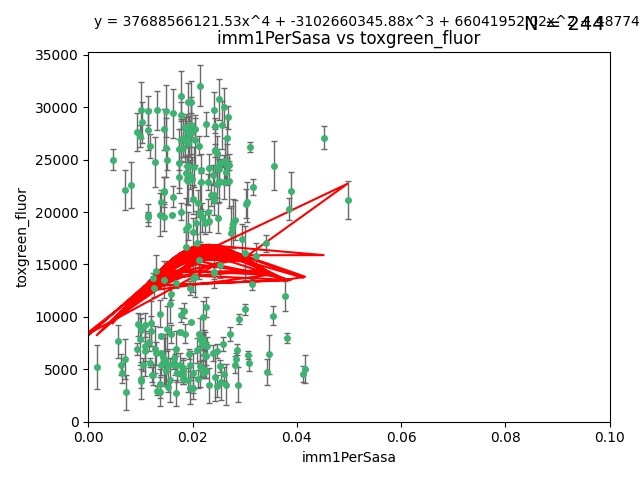 y = 37688566121.53x^4 + -3102660345.88x^3 + 66041952
N = 244
imm1PerSasa vs toxgreen_fluor
35000
30000
25000
20000
15000
10000
5000
0
toxgreen_fluor
0.00 0.02 0.04 0.06 0.08 0.10
imm1PerSasa